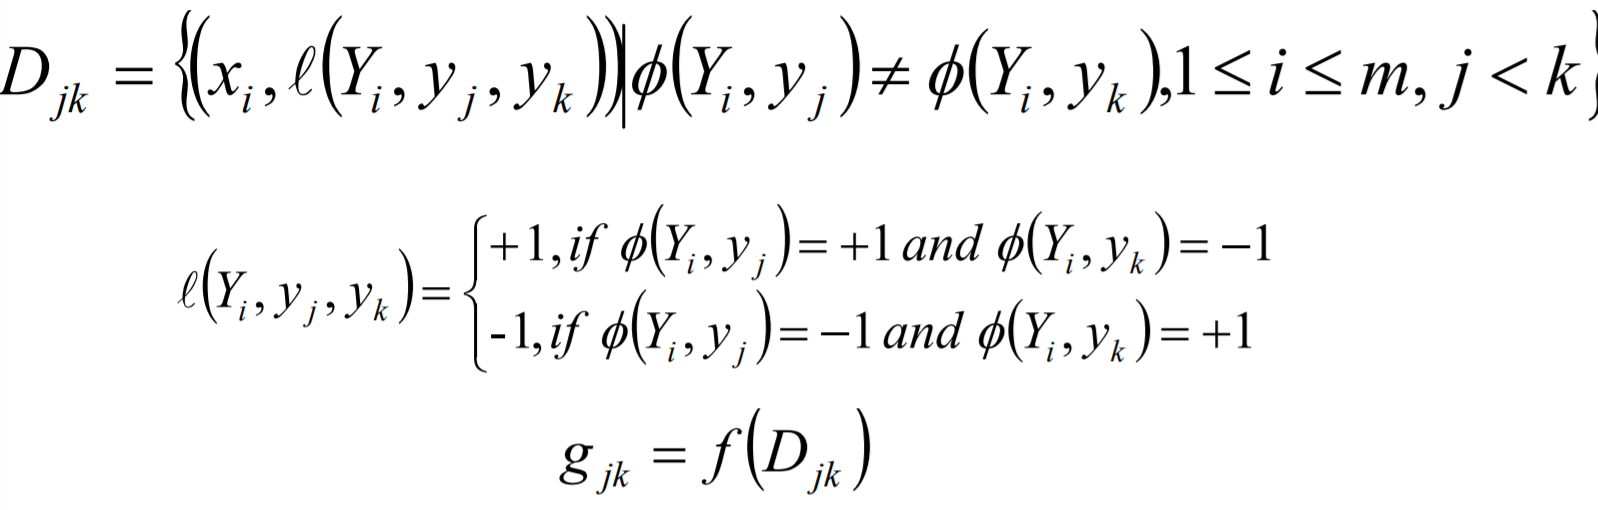 D_{jk} = {(x_i, ℓ(Y_i, y_j, y_k))|ϕ(Y_i, y_j) ≠ ϕ(Y_i, y_k), 1 ≤ i ≤ m, j < k}
ℓ(Y_i, y_j, y_k) = { +1, if ϕ(Y_i, y_j) = +1 and ϕ(Y_i, y_k) = −1
-1, if ϕ(Y_i, y_j) = −1 and ϕ(Y_i, y_k) = +1
g_{jk} = f(D_{jk})